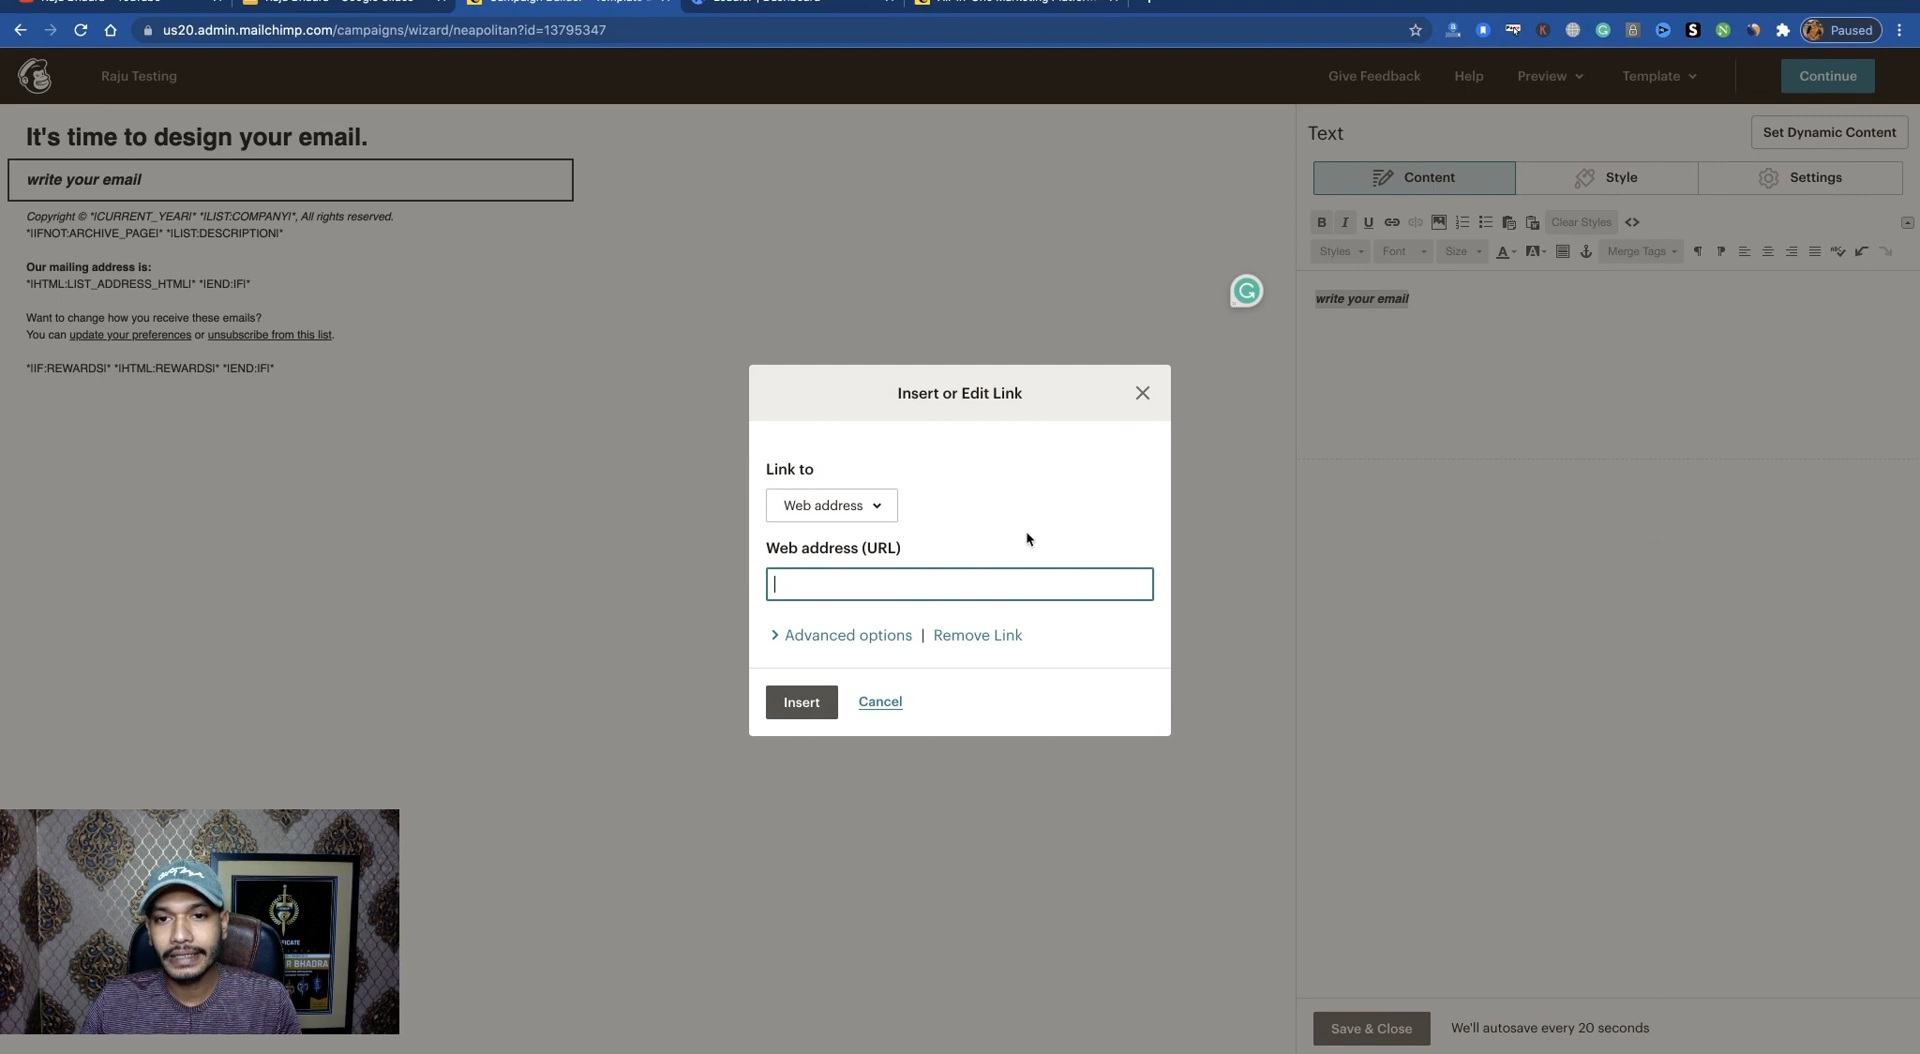 us20.admin.mailchimp.com/campaigns/wizard/neapolitan?id=13795347
Paused
Raju Testing
Give Feedback
Help
Preview
Template
Continue
It's time to design your email.
write your email
Copyright © *|CURRENT_YEAR|* *|LIST:COMPANY|*, All rights reserved.
*|IFNOT:ARCHIVE_PAGE|* *|LIST:DESCRIPTION|*
Our mailing address is:
*|HTML:LIST_ADDRESS_HTML|* *|END:IF|*
Want to change how you receive these emails?
You can update your preferences or unsubscribe from this list.
*|IF:REWARDS|* *|HTML:REWARDS|* *|END:IF|*
Text
Set Dynamic Content
Content
Style
Settings
B I U
Clear Styles
Styles
Font
Size
A
A
Merge Tags
write your email
Insert or Edit Link
Link to
Web address
Web address (URL)
Advanced options | Remove Link
Insert
Cancel
Save & Close
We'll autosave every 20 seconds
R BHADRA